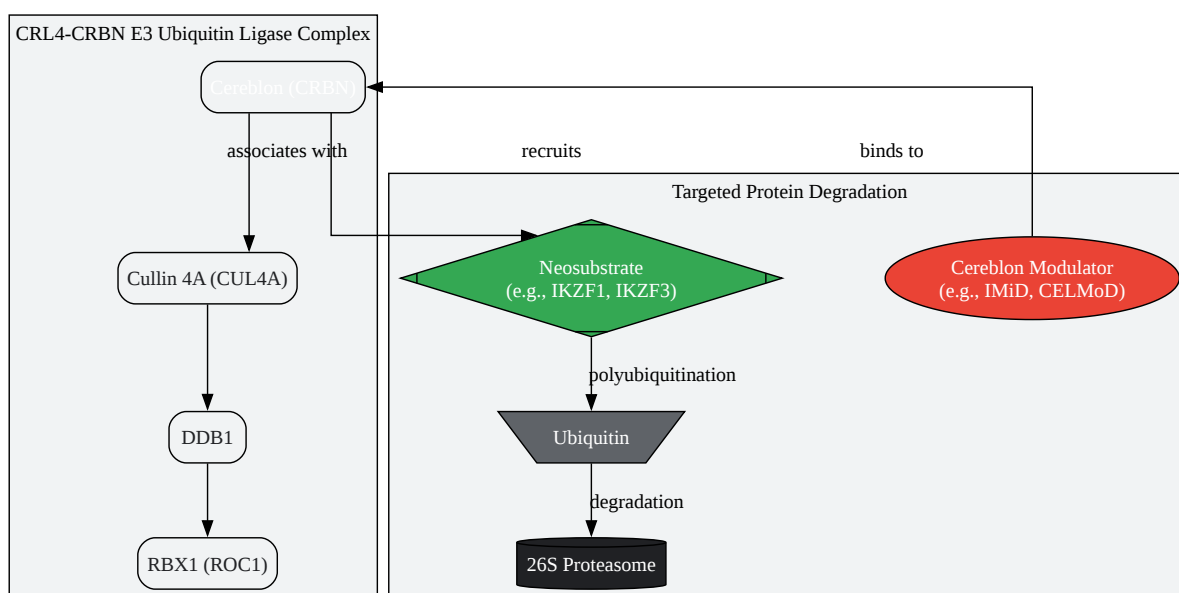 CRL4-CRBN E3 Ubiquitin Ligase Complex
Cereblon (CRBN)
associates with
recruits
binds to
Targeted Protein Degradation
Cullin 4A (CUL4A)
Neosubstrate
(e.g., IKZF1, IKZF3)
Cereblon Modulator
(e.g., IMiD, CELMoD)
polyubiquitination
DDB1
Ubiquitin
degradation
RBX1 (ROC1)
26S Proteasome